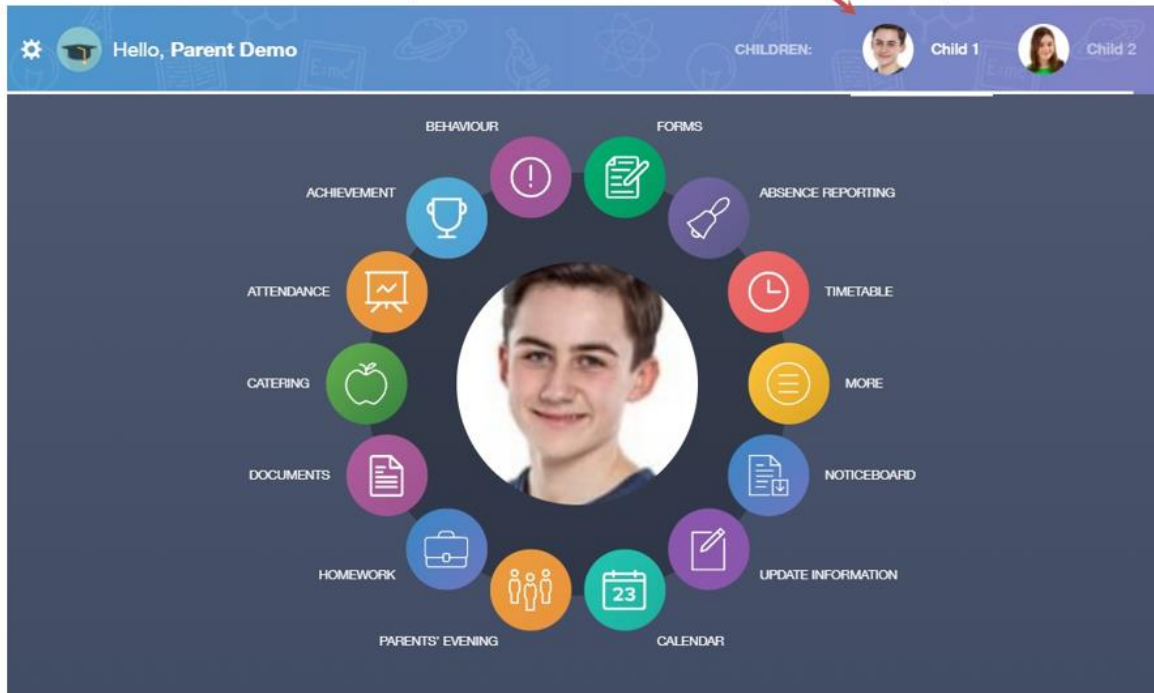 Hello, Parent Demo
CHILDREN:
Child 1
Child 2
BEHAVIOUR
FORMS
ACHIEVEMENT
ABSENCE REPORTING
ATTENDANCE
TIMETABLE
CATERING
MORE
DOCUMENTS
NOTICEBOARD
HOMEWORK
UPDATE INFORMATION
23
PARENTS' EVENING
CALENDAR